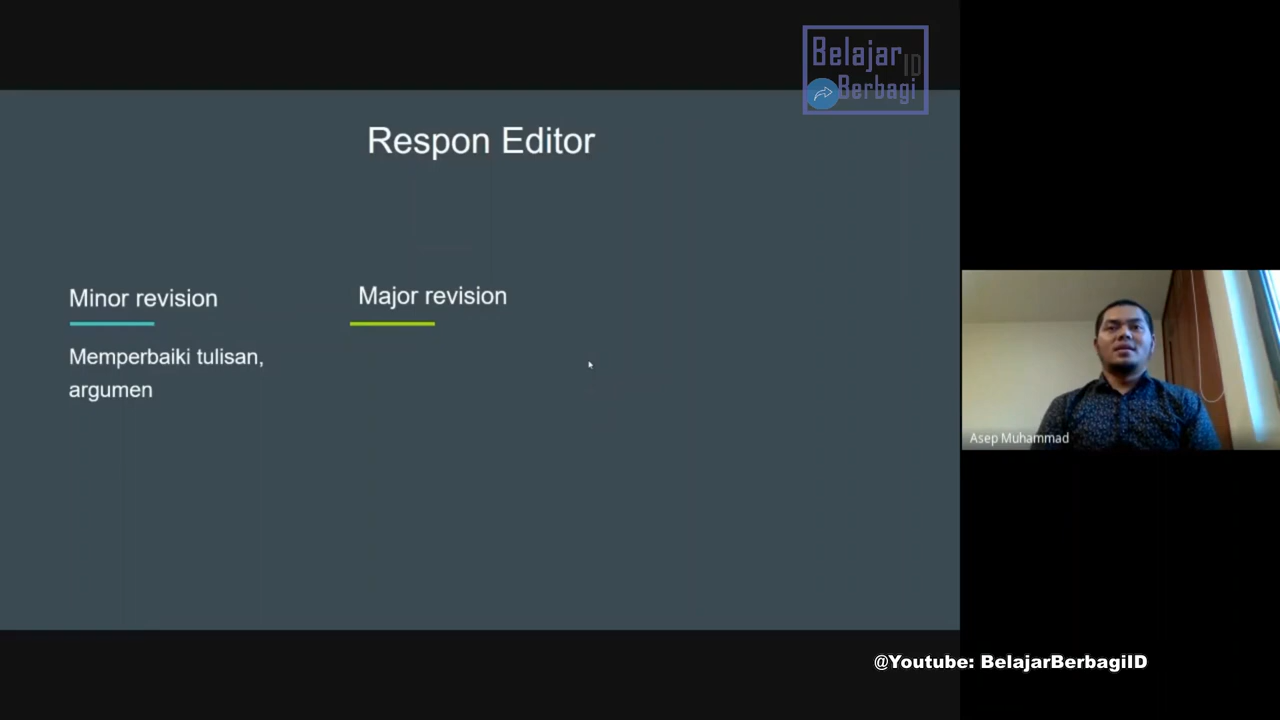 Belajar
ID
Berbagi
Respon Editor
Minor revision
Major revision
Memperbaiki tulisan,
argumen
Asep Muhammad
@Youtube: BelajarBerbagiID